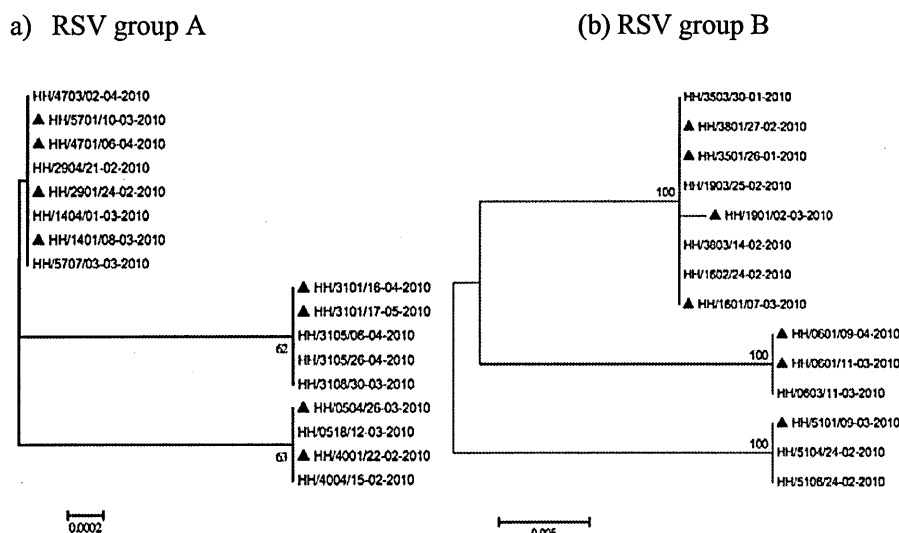 a) RSV group A
HH/4703/02-04-2010
▲ HH/5701/10-03-2010
▲ HH/4701/06-04-2010
HH/2904/21-02-2010
▲ HH/2901/24-02-2010
HH/1404/01-03-2010
▲ HH/1401/08-03-2010
HH/5707/03-03-2010
▲ HH/3101/16-04-2010
▲ HH/3101/17-05-2010
HH/3105/06-04-2010
HH/3105/26-04-2010
62
HH/3108/30-03-2010
▲ HH/0504/26-03-2010
HH/0518/12-03-2010
▲ HH/4001/22-02-2010
63
HH/4004/15-02-2010
0.0002
(b) RSV group B
HH/3503/30-01-2010
▲ HH/3801/27-02-2010
▲ HH/3501/26-01-2010
100
HH/1903/25-02-2010
▲ HH/1901/02-03-2010
HH/3803/14-02-2010
HH/1602/24-02-2010
▲ HH/1601/07-03-2010
▲ HH/0601/09-04-2010
100
▲ HH/0601/11-03-2010
HH/0603/11-03-2010
▲ HH/5101/09-03-2010
100
HH/5104/24-02-2010
HH/5106/24-02-2010
0.005